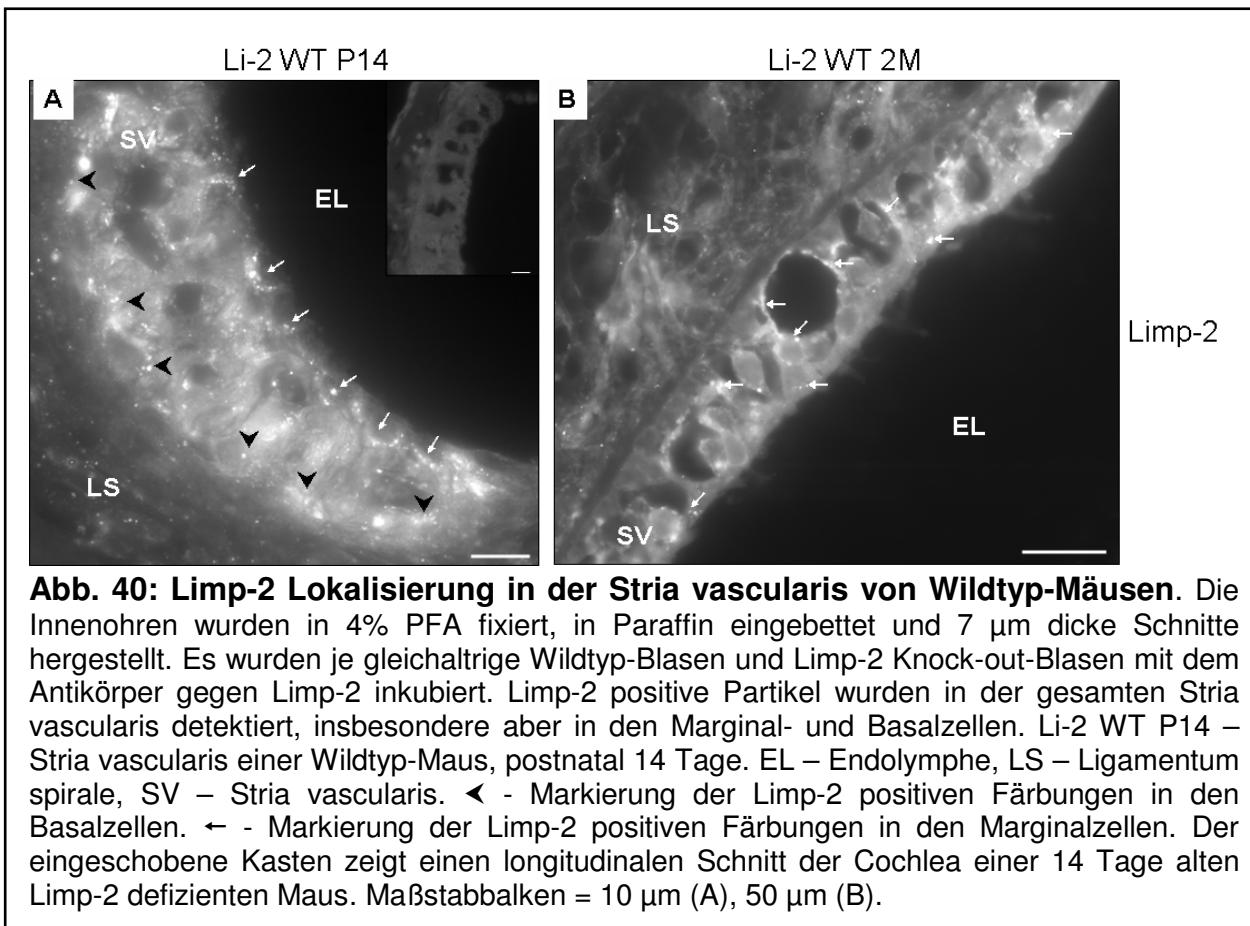 Li-2 WT P14
Li-2 WT 2M
A
SV
EL
LS
B
LS
EL
SV
Limp-2
Abb. 40: Limp-2 Lokalisierung in der Stria vascularis von Wildtyp-Mäusen. Die
Innenohren wurden in 4% PFA fixiert, in Paraffin eingebettet und 7 µm dicke Schnitte
hergestellt. Es wurden je gleichaltrige Wildtyp-Blasen und Limp-2 Knock-out-Blasen mit dem
Antikörper gegen Limp-2 inkubiert. Limp-2 positive Partikel wurden in der gesamten Stria
vascularis detektiert, insbesondere aber in den Marginal- und Basalzellen. Li-2 WT P14 –
Stria vascularis einer Wildtyp-Maus, postnatal 14 Tage. EL – Endolymphe, LS – Ligamentum
spirale, SV – Stria vascularis. ⮜ - Markierung der Limp-2 positiven Färbungen in den
Basalzellen. ← - Markierung der Limp-2 positiven Färbungen in den Marginalzellen. Der
eingeschobene Kasten zeigt einen longitudinalen Schnitt der Cochlea einer 14 Tage alten
Limp-2 defizienten Maus. Maßstabbalken = 10 µm (A), 50 µm (B).